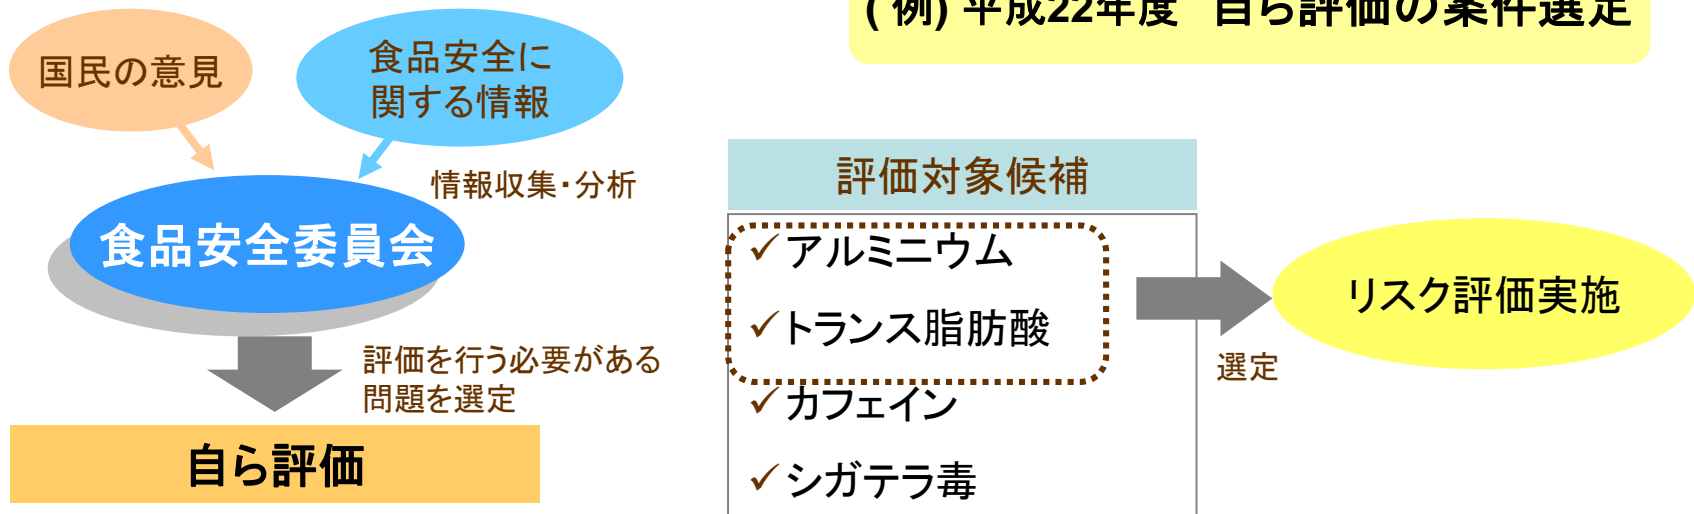 (例) 平成22年度　自ら評価の案件選定
国民の意見
食品安全に
関する情報
情報収集・分析
食品安全委員会
評価を行う必要がある
問題を選定
自ら評価
評価対象候補
✓アルミニウム
✓トランス脂肪酸
✓カフェイン
✓シガテラ毒
選定
リスク評価実施